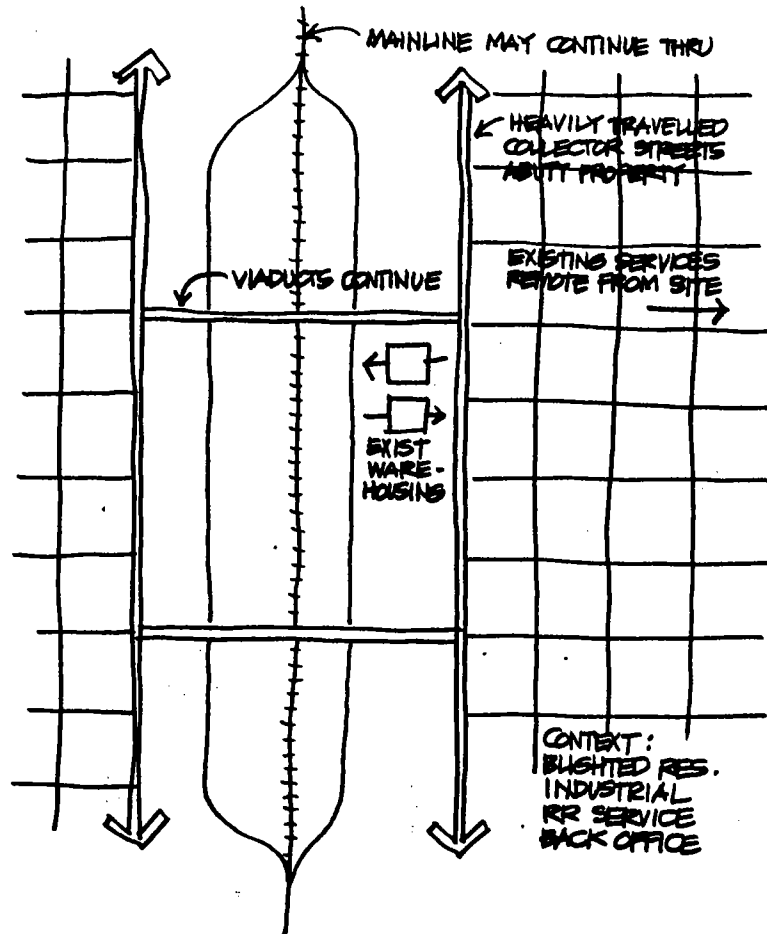 MAINLINE MAY CONTINUE THRU
HEAVILY TRAVELLED
COLLECTOR STREETS
ABUTT PROPERTY
EXISTING SERVICES
REMOTE FROM SITE
VIADUCTS CONTINUE
EXIST
WARE-
HOUSING
CONTEXT:
BLIGHTED RES.
INDUSTRIAL
RR SERVICE
BACK OFFICE